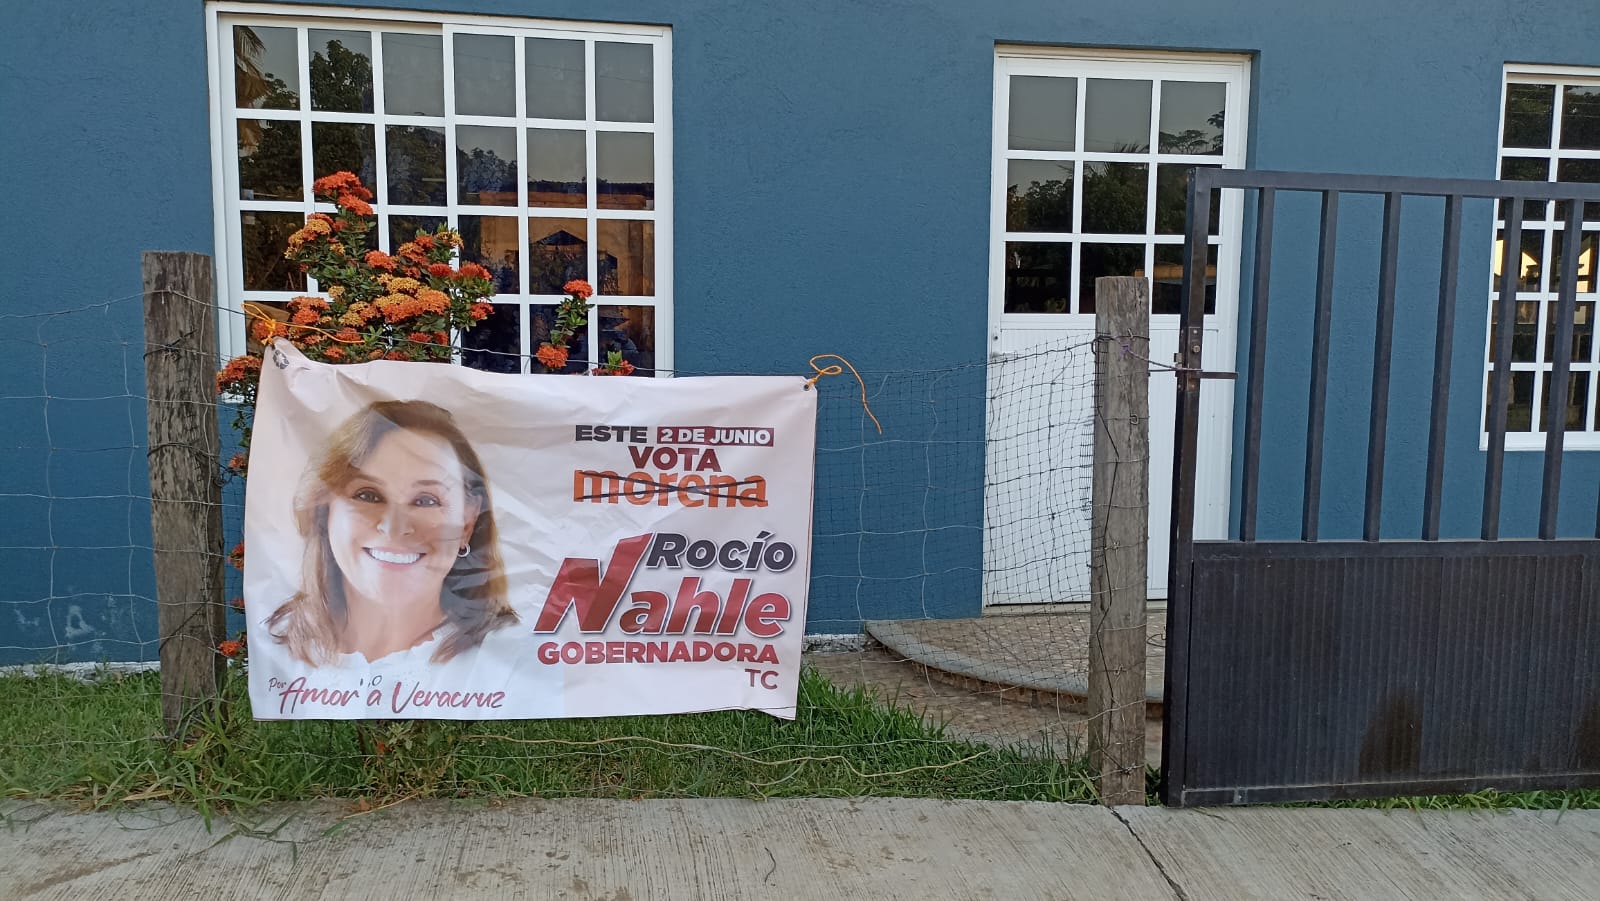 ESTE 2 DE JUNIO
VOTA
morena
Rocío
Nahle
GOBERNADORA
TC
Por Amor a Veracruz